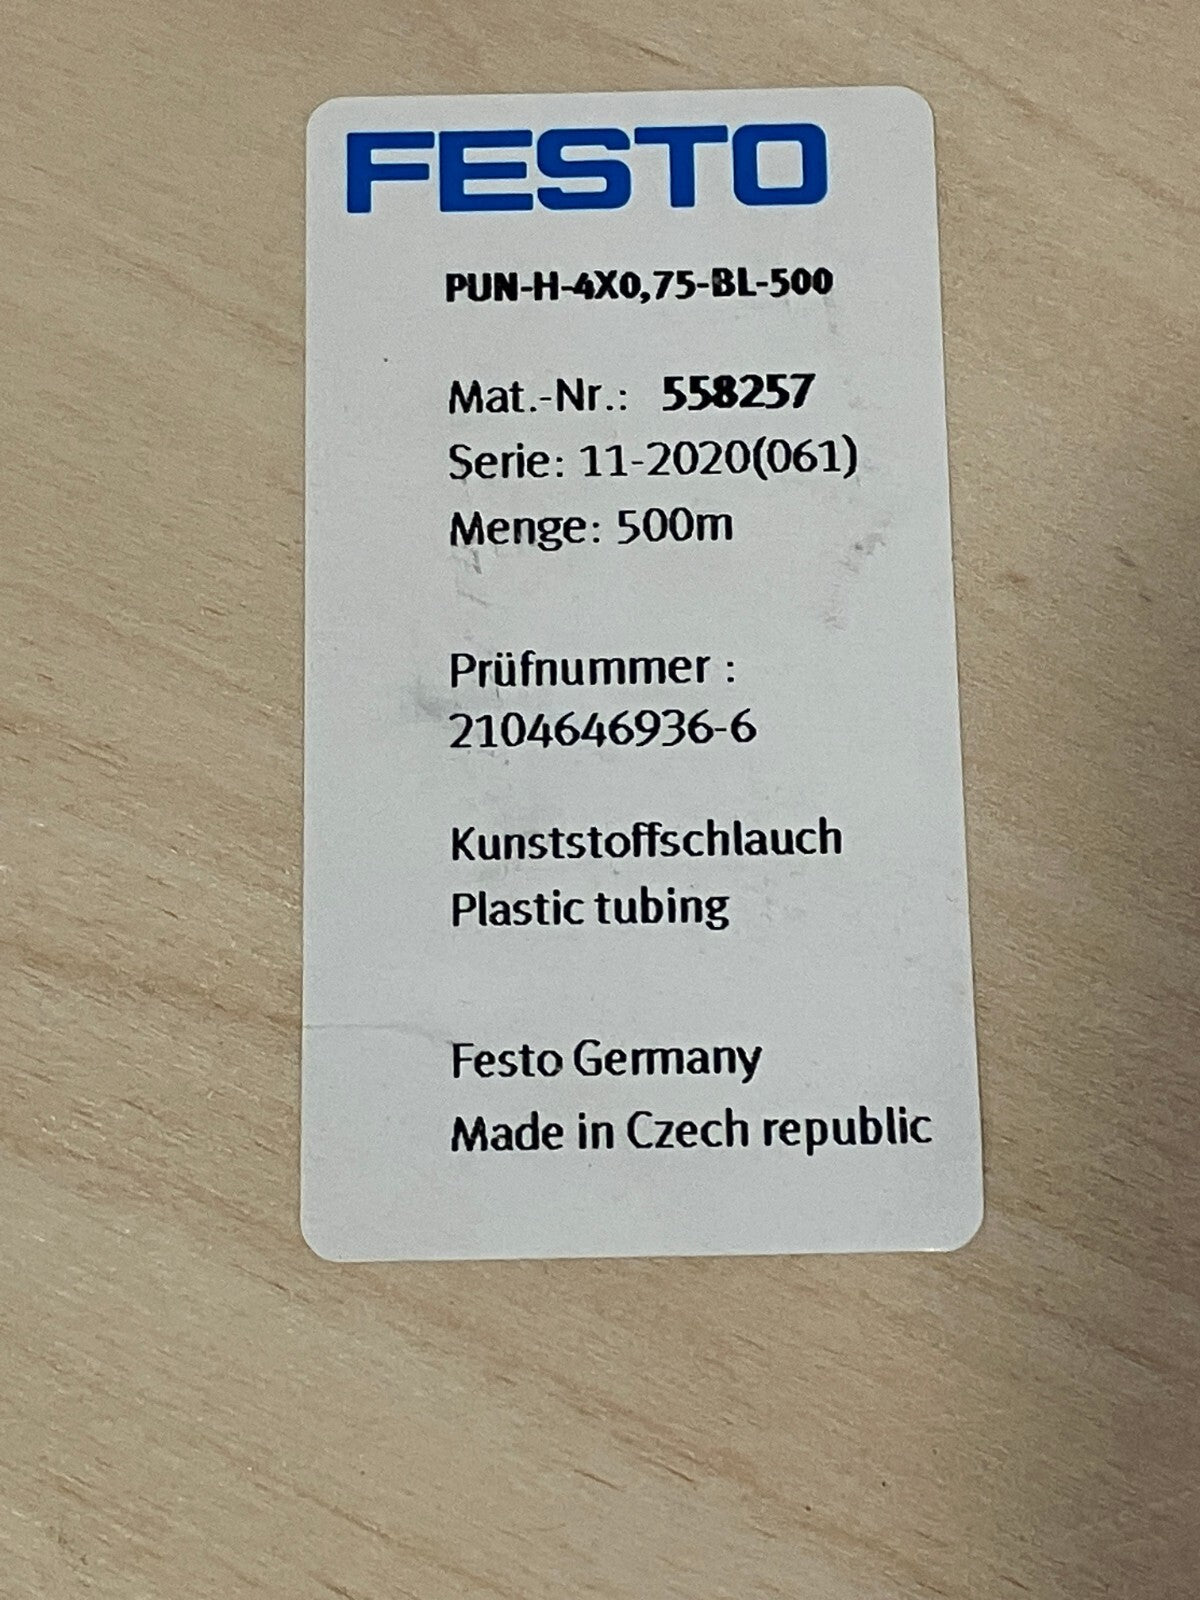 FESTO
PUN-H-4X0,75-BL-500
Mat.-Nr.: 558257
Serie: 11-2020(061)
Menge: 500m
Prüfnummer :
2104646936-6
Kunststoffschlauch
Plastic tubing
Festo Germany
Made in Czech republic